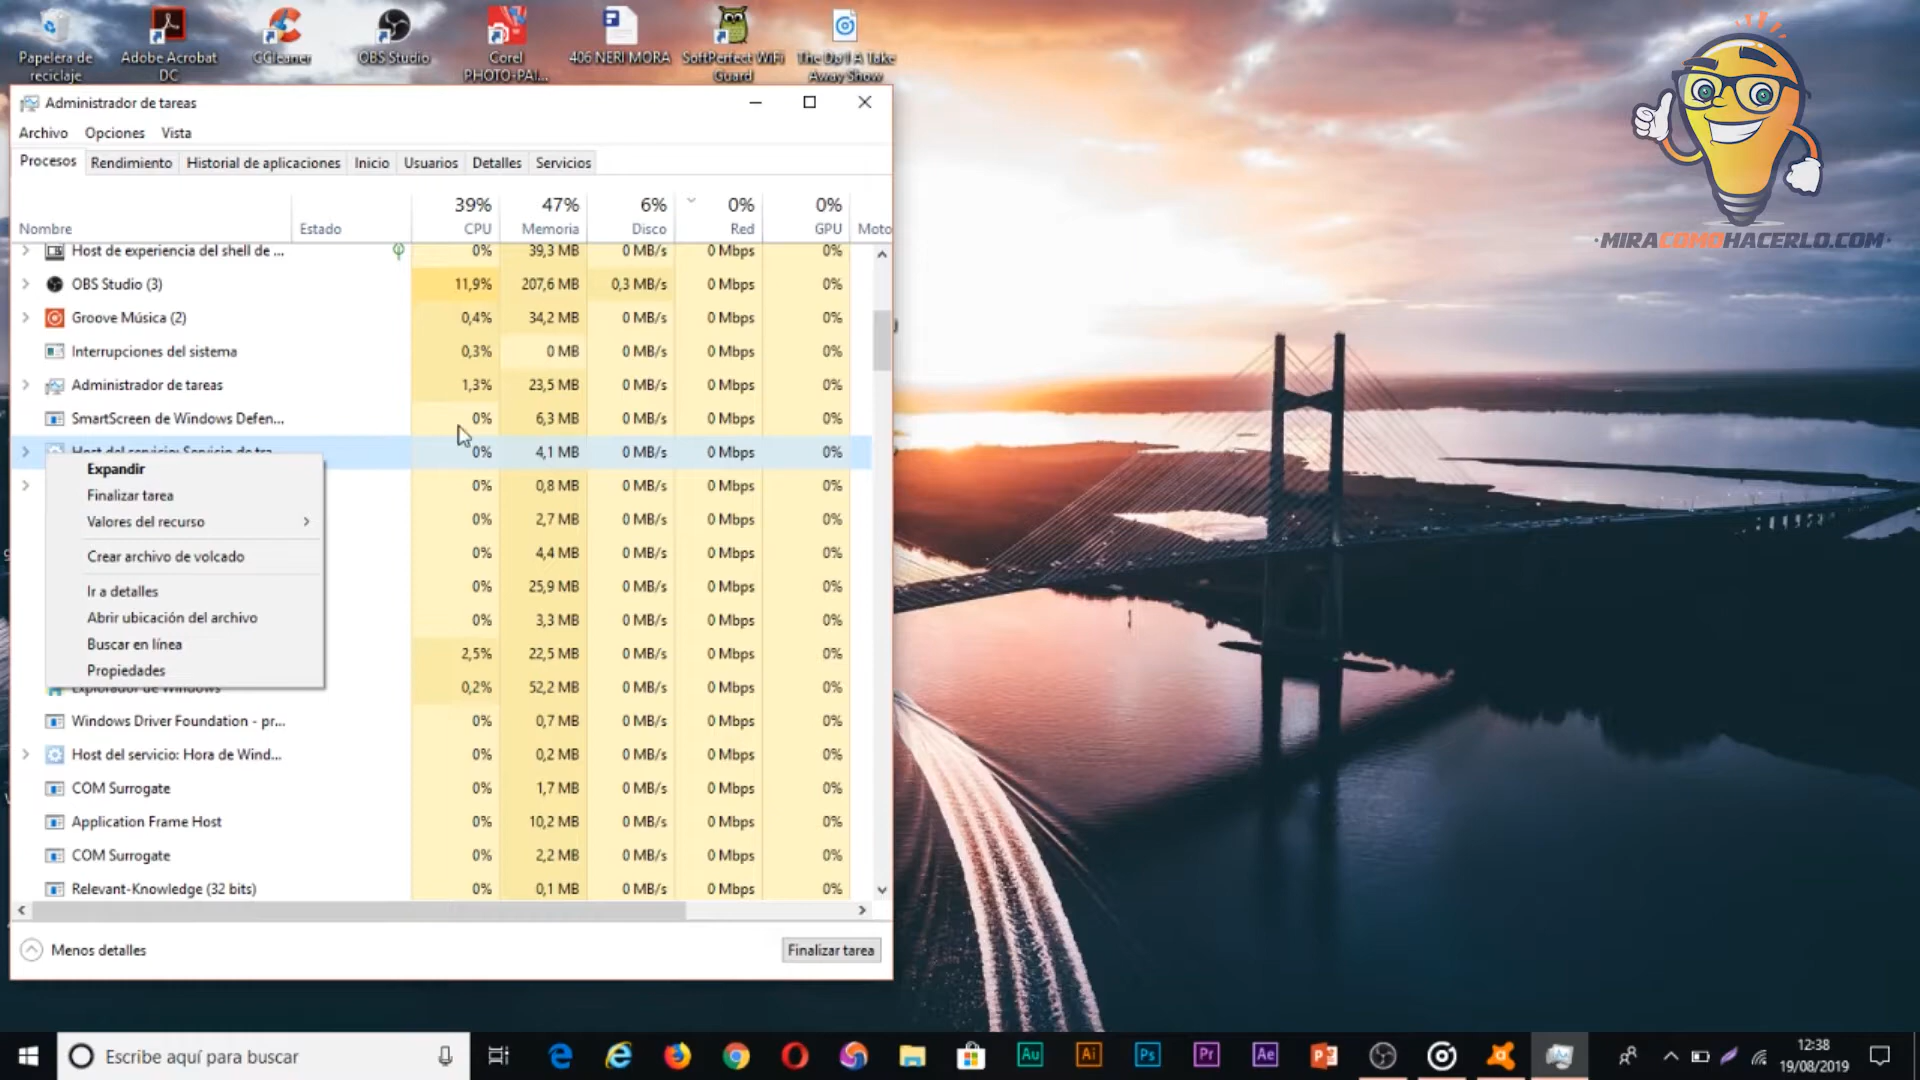 Papelera de
reciclaje
Adobe Acrobat
DC
CCleaner
OBS Studio
Corel
PHOTO-PAI...
406 NERI MORA
SoftPerfect WiFi
Guard
The Do'l A Take
Away Show
·MIRACOMOHACERLO.COM·
Administrador de tareas
Archivo Opciones Vista
Procesos Rendimiento Historial de aplicaciones Inicio Usuarios Detalles Servicios
39% 47% 6% 0% 0%
Nombre Estado CPU Memoria Disco Red GPU Moto
Host de experiencia del shell de ... 0% 39,3 MB 0 MB/s 0 Mbps 0%
OBS Studio (3) 11,9% 207,6 MB 0,3 MB/s 0 Mbps 0%
Groove Música (2) 0,4% 34,2 MB 0 MB/s 0 Mbps 0%
Interrupciones del sistema 0,3% 0 MB 0 MB/s 0 Mbps 0%
Administrador de tareas 1,3% 23,5 MB 0 MB/s 0 Mbps 0%
SmartScreen de Windows Defen... 0% 6,3 MB 0 MB/s 0 Mbps 0%
Host del servicio: Servicio de tra... 0% 4,1 MB 0 MB/s 0 Mbps 0%
0% 0,8 MB 0 MB/s 0 Mbps 0%
0% 2,7 MB 0 MB/s 0 Mbps 0%
0% 4,4 MB 0 MB/s 0 Mbps 0%
0% 25,9 MB 0 MB/s 0 Mbps 0%
0% 3,3 MB 0 MB/s 0 Mbps 0%
2,5% 22,5 MB 0 MB/s 0 Mbps 0%
Explorador de Windows 0,2% 52,2 MB 0 MB/s 0 Mbps 0%
Windows Driver Foundation - pr... 0% 0,7 MB 0 MB/s 0 Mbps 0%
Host del servicio: Hora de Wind... 0% 0,2 MB 0 MB/s 0 Mbps 0%
COM Surrogate 0% 1,7 MB 0 MB/s 0 Mbps 0%
Application Frame Host 0% 10,2 MB 0 MB/s 0 Mbps 0%
COM Surrogate 0% 2,2 MB 0 MB/s 0 Mbps 0%
Relevant-Knowledge (32 bits) 0% 0,1 MB 0 MB/s 0 Mbps 0%
Expandir
Finalizar tarea
Valores del recurso
Crear archivo de volcado
Ir a detalles
Abrir ubicación del archivo
Buscar en línea
Propiedades
Menos detalles
Finalizar tarea
Escribe aquí para buscar
Au Ai Ps Pr Ae
12:38
19/08/2019